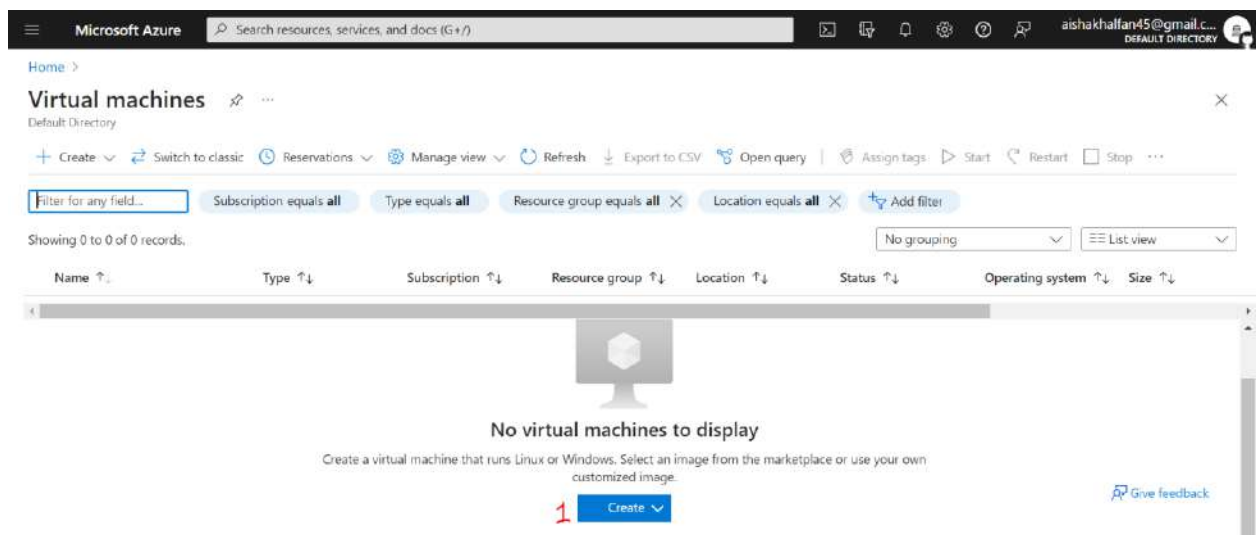 Microsoft Azure Search resources, services, and docs (G+/) aishakhalfan45@gmail.c...
DEFAULT DIRECTORY
Home >
Virtual machines ...
Default Directory
+ Create Switch to classic Reservations Manage view Refresh Export to CSV Open query Assign tags Start Restart Stop ...
Filter for any field... Subscription equals all Type equals all Resource group equals all Location equals all Add filter
Showing 0 to 0 of 0 records. No grouping List view
Name Type Subscription Resource group Location Status Operating system Size
No virtual machines to display
Create a virtual machine that runs Linux or Windows. Select an image from the marketplace or use your own
customized image.
Give feedback
1 Create